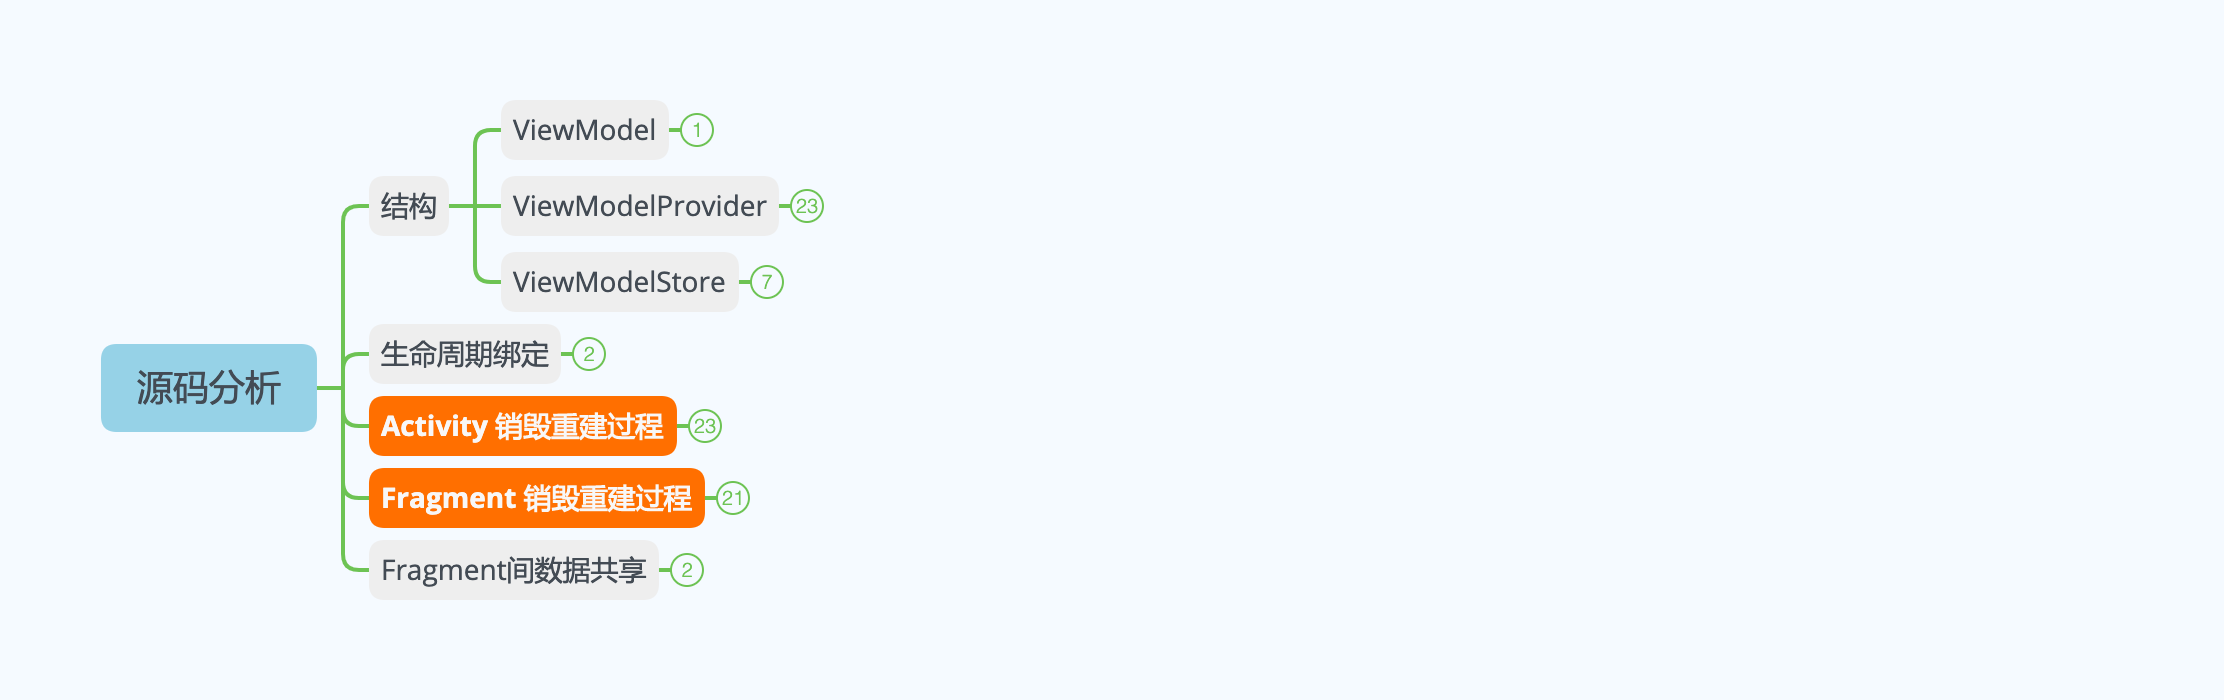 ViewModel 1
结构
ViewModelProvider 23
ViewModelStore 7
生命周期绑定 2
源码分析
Activity 销毁重建过程 23
Fragment 销毁重建过程 21
Fragment间数据共享 2